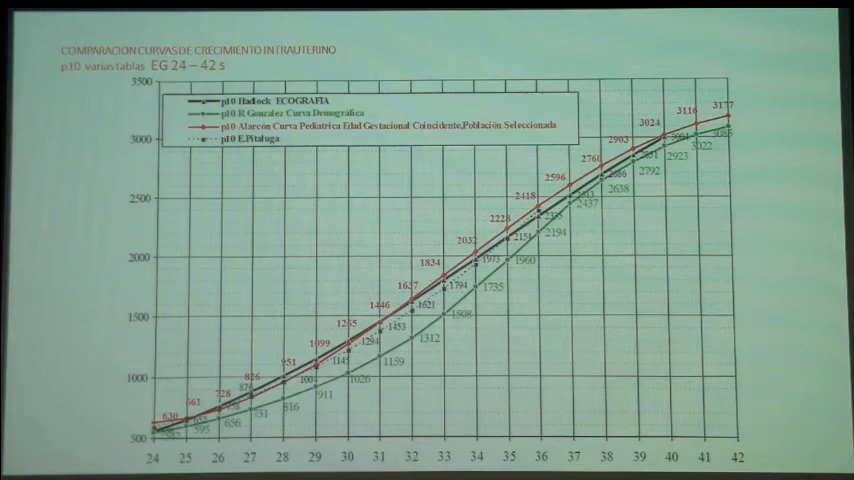 COMPARACION CURVAS DE CRECIMIENTO INTRAUTERINO
p10 varias tablas EG 24 – 42 s
3500
p10 Hadlock ECOGRAFIA
p10 R Gonzalez Curva Demográfica
p10 Alarcón Curva Pediatrica Edad Gestacional Coincidente,Población Seleccionada
p10 E.Pitaluga
3000
2500
2000
1500
1000
500
630 661 728 826 951 1099 1265 1446 1637 1834 2032 2228 2418 2596 2760 2903 3024 3116 3177
1145 1294 1453 1621 1794 1973 2154
595 656 731 816 911 1026 1159 1312 1508 1735 1960 2194 2437 2638 2792 2923 3022 3085
24 25 26 27 28 29 30 31 32 33 34 35 36 37 38 39 40 41 42